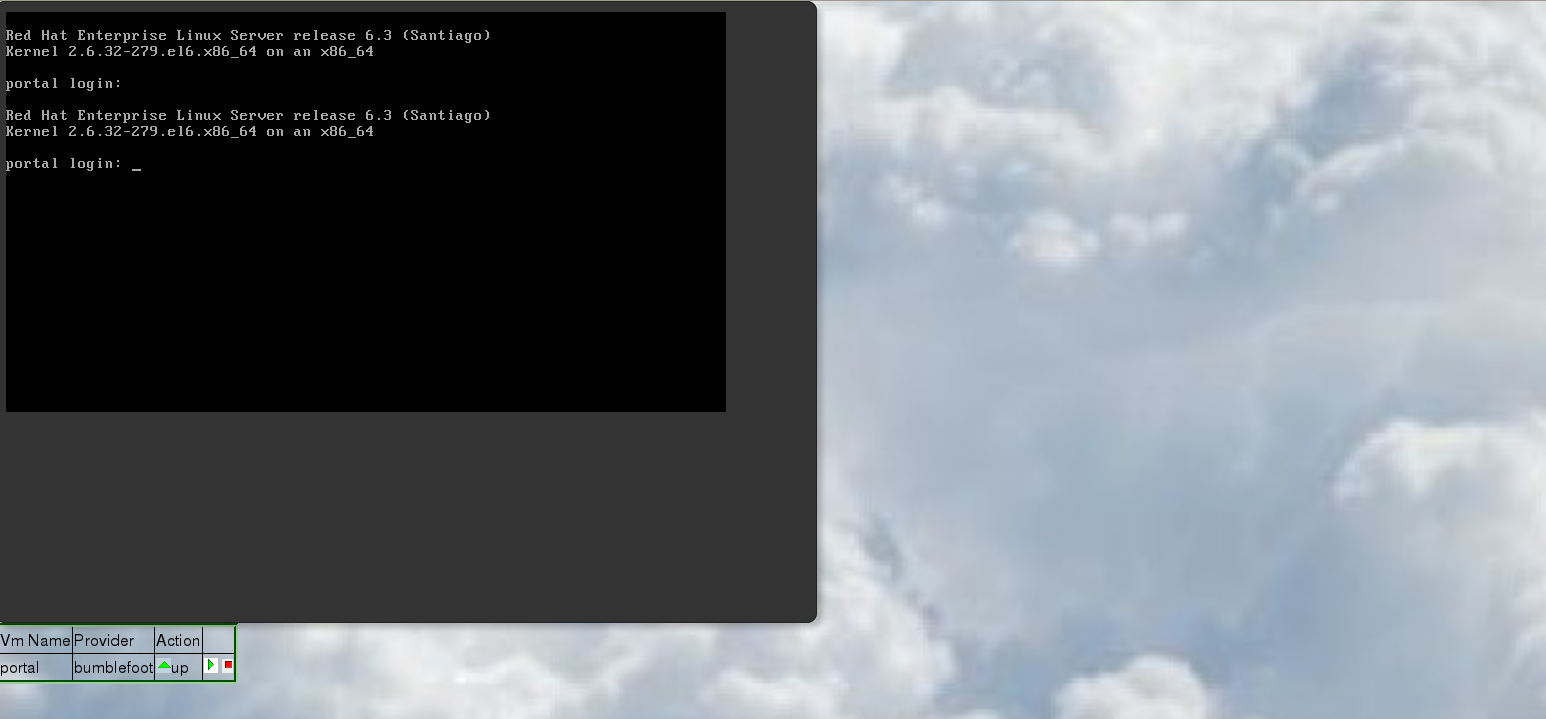 Red Hat Enterprise Linux Server release 6.3 (Santiago)
Kernel 2.6.32-279.el6.x86_64 on an x86_64
portal login:
Red Hat Enterprise Linux Server release 6.3 (Santiago)
Kernel 2.6.32-279.el6.x86_64 on an x86_64
portal login: _
Vm Name Provider Action
portal bumblefoot up